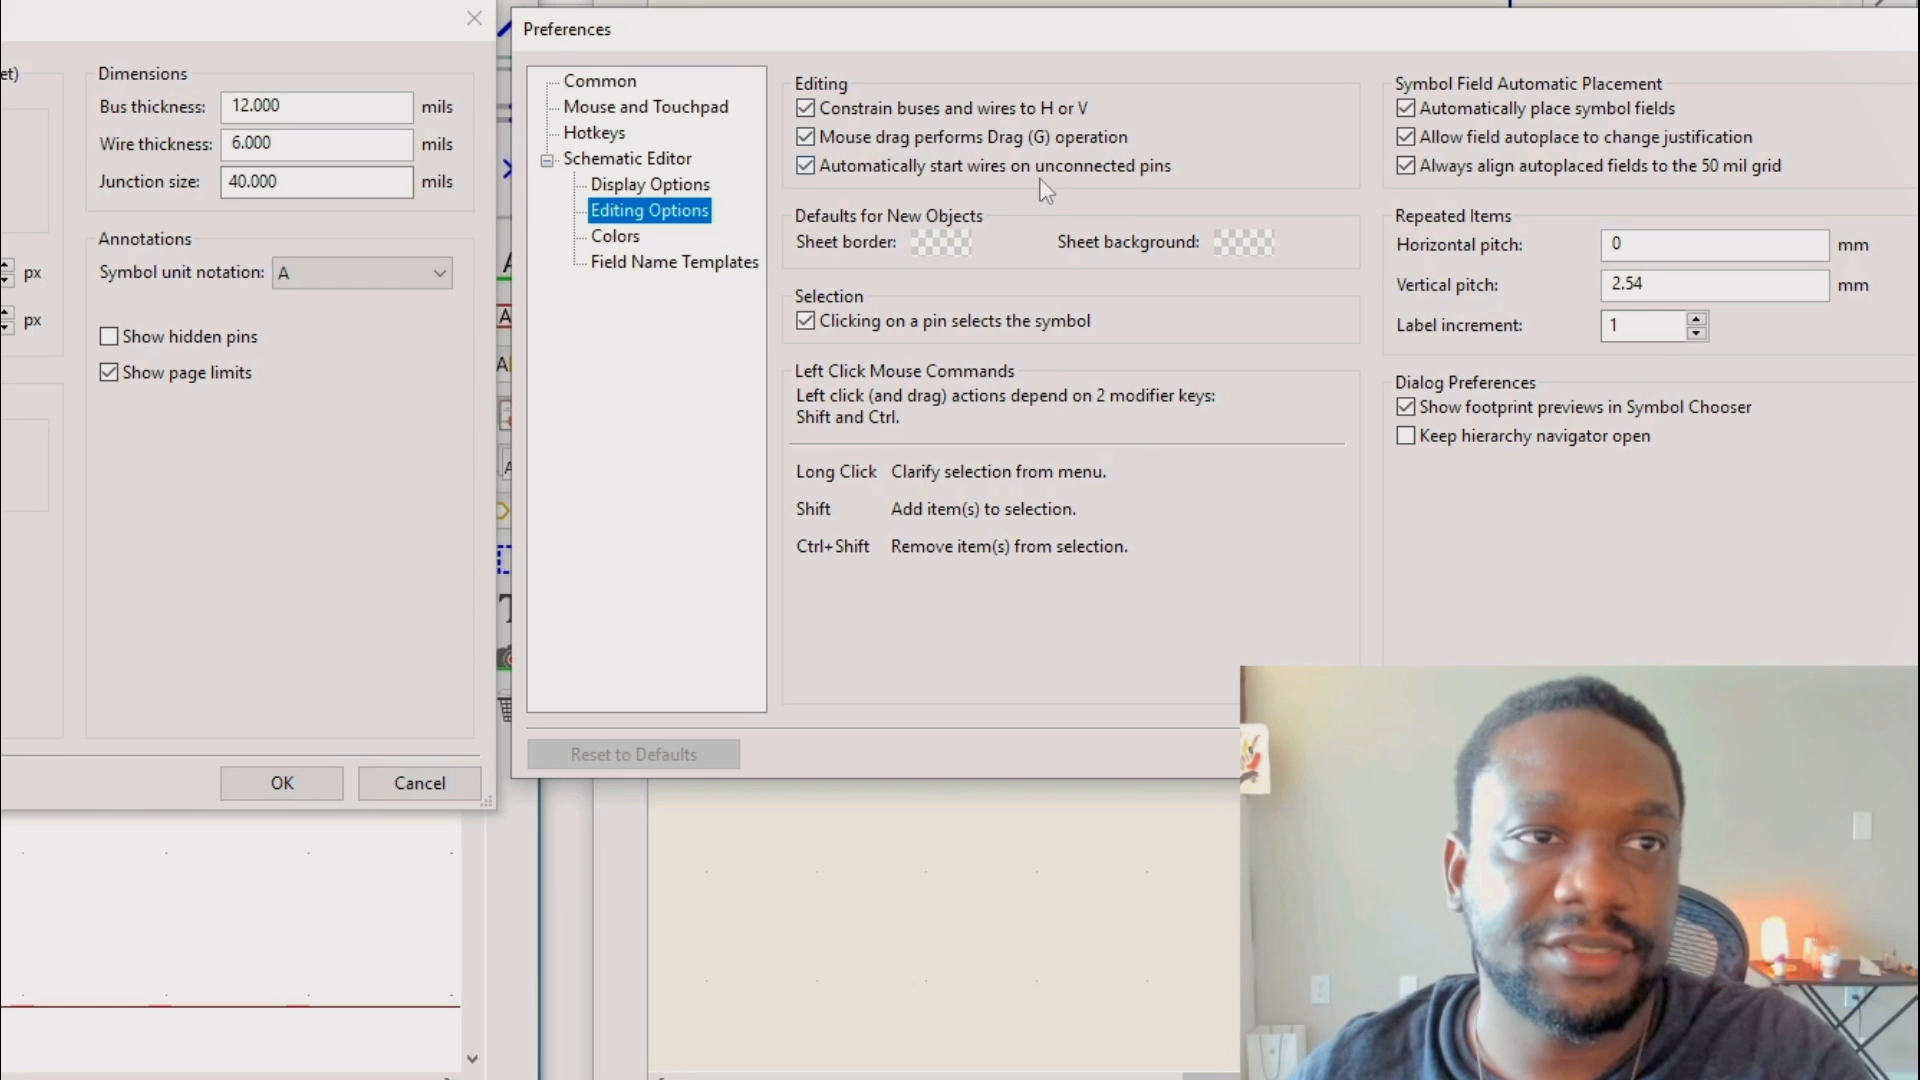 et)
px
px
Dimensions
Bus thickness: 12.000 mils
Wire thickness: 6.000 mils
Junction size: 40.000 mils
Annotations
Symbol unit notation: A
Show hidden pins
Show page limits
OK
Cancel
Preferences
Common
Mouse and Touchpad
Hotkeys
Schematic Editor
Display Options
Editing Options
Colors
Field Name Templates
Reset to Defaults
Editing
Constrain buses and wires to H or V
Mouse drag performs Drag (G) operation
Automatically start wires on unconnected pins
Defaults for New Objects
Sheet border: Sheet background:
Selection
Clicking on a pin selects the symbol
Left Click Mouse Commands
Left click (and drag) actions depend on 2 modifier keys:
Shift and Ctrl.
Long Click Clarify selection from menu.
Shift Add item(s) to selection.
Ctrl+Shift Remove item(s) from selection.
Symbol Field Automatic Placement
Automatically place symbol fields
Allow field autoplace to change justification
Always align autoplaced fields to the 50 mil grid
Repeated Items
Horizontal pitch: 0 mm
Vertical pitch: 2.54 mm
Label increment: 1
Dialog Preferences
Show footprint previews in Symbol Chooser
Keep hierarchy navigator open